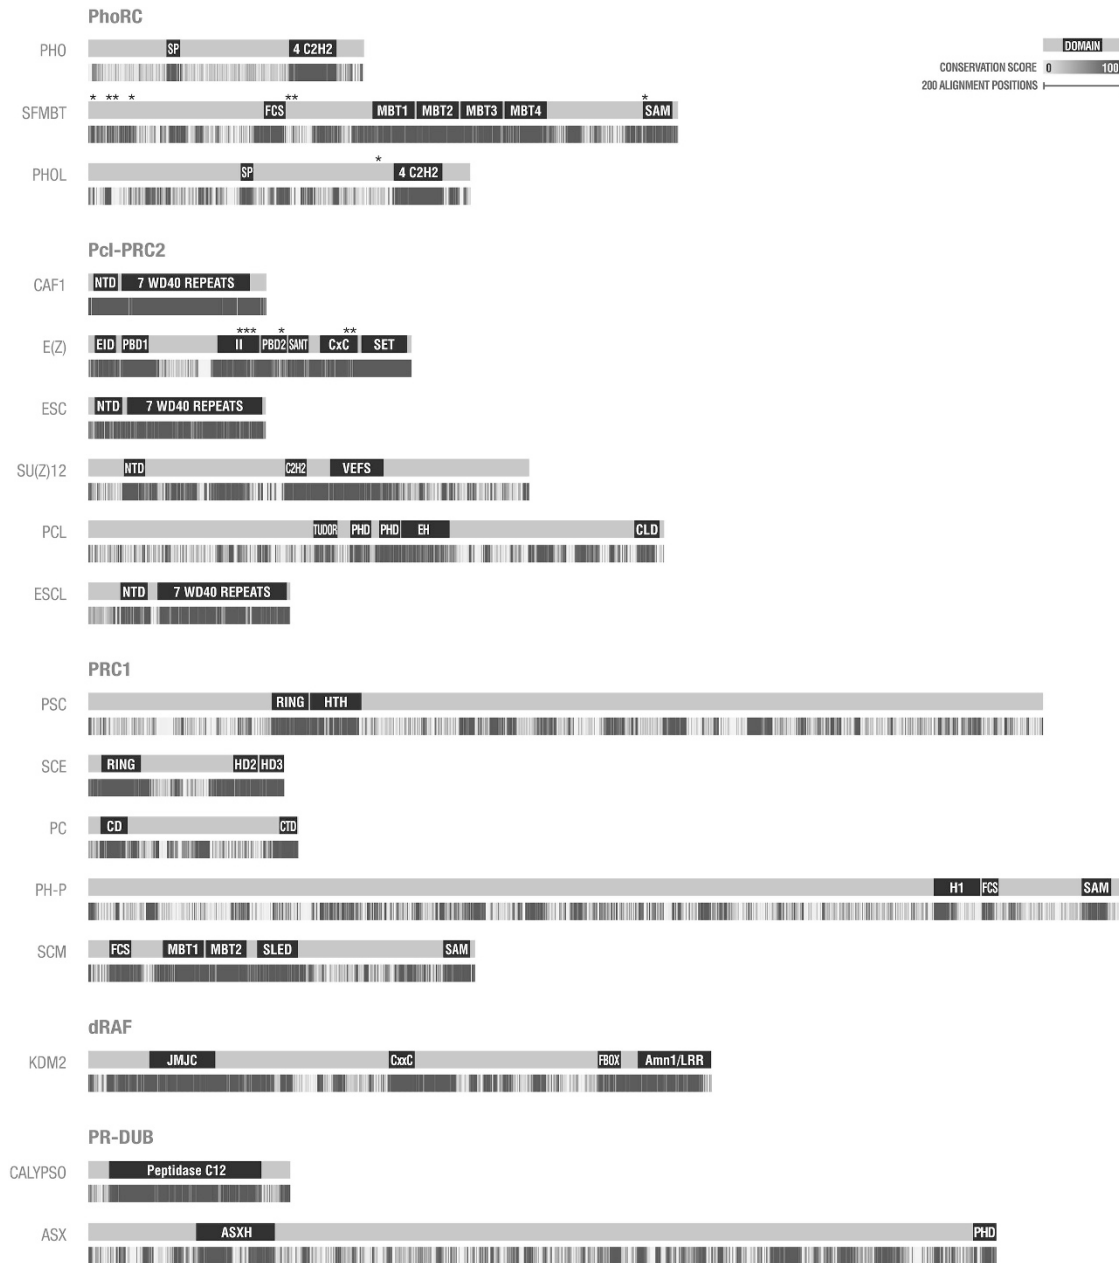 PhoRC
PHO SP 4 C2H2
DOMAIN
CONSERVATION SCORE 0 100
200 ALIGNMENT POSITIONS
* ** * ** *
SFMBT FCS MBT1 MBT2 MBT3 MBT4 SAM
*
PHOL SP 4 C2H2
Pcl-PRC2
CAF1 NTD 7 WD40 REPEATS
*** * **
E(Z) EID PBD1 II PBD2 SANT CxC SET
ESC NTD 7 WD40 REPEATS
SU(Z)12 NTD C2H2 VEFS
PCL TUDOR PHD PHD EH CLD
ESCL NTD 7 WD40 REPEATS
PRC1
PSC RING HTH
SCE RING HD2 HD3
PC CD CTD
PH-P H1 FCS SAM
SCM FCS MBT1 MBT2 SLED SAM
dRAF
KDM2 JMJC CxxC FBOX Amn1/LRR
PR-DUB
CALYPSO Peptidase C12
ASX ASXH PHD